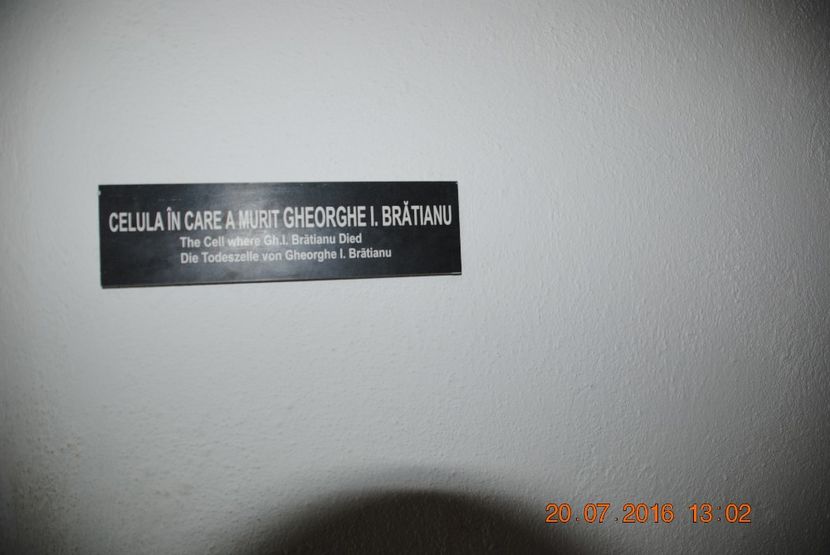 CELULA ÎN CARE A MURIT GHEORGHE I. BRĂTIANU
The Cell where Gh.I. Brătianu Died
Die Todeszelle von Gheorghe I. Brătianu
20.07.2016 13:02